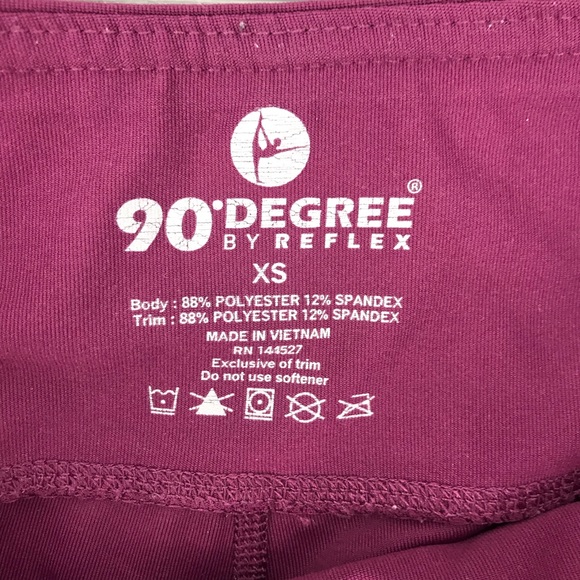 90°DEGREE®
BY REFLEX
XS
Body : 88% POLYESTER 12% SPANDEX
Trim : 88% POLYESTER 12% SPANDEX
MADE IN VIETNAM
RN 144527
Exclusive of trim
Do not use softener